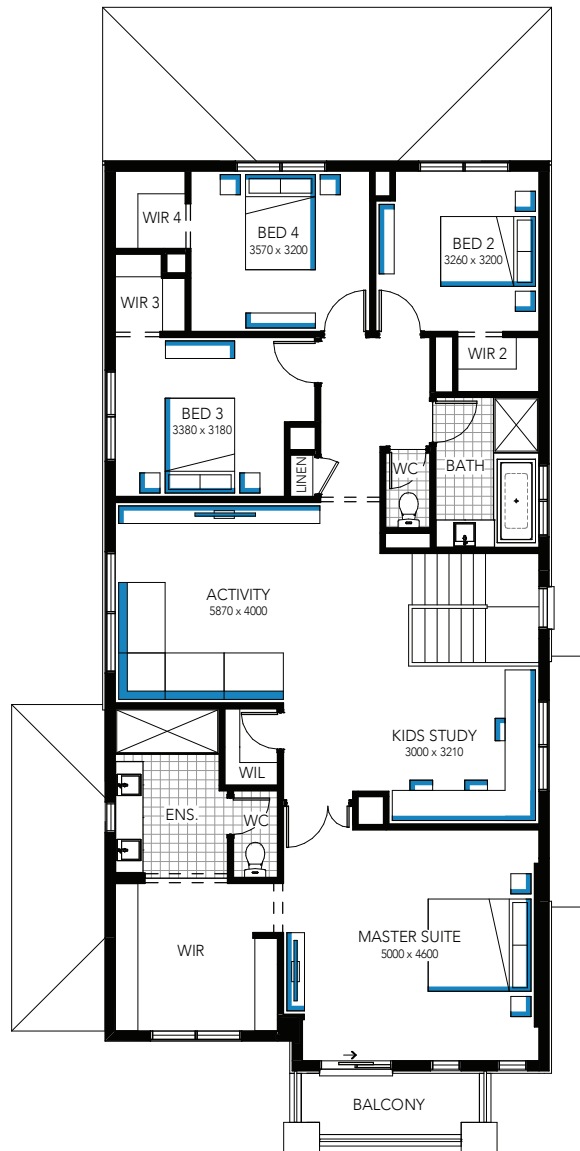 WIR 4
BED 4
3570 x 3200
BED 2
3260 x 3200
WIR 3
WIR 2
BED 3
3380 x 3180
LINEN
WC
BATH
ACTIVITY
5870 x 4000
KIDS STUDY
3000 x 3210
WIL
ENS.
WC
WIR
MASTER SUITE
5000 x 4600
BALCONY